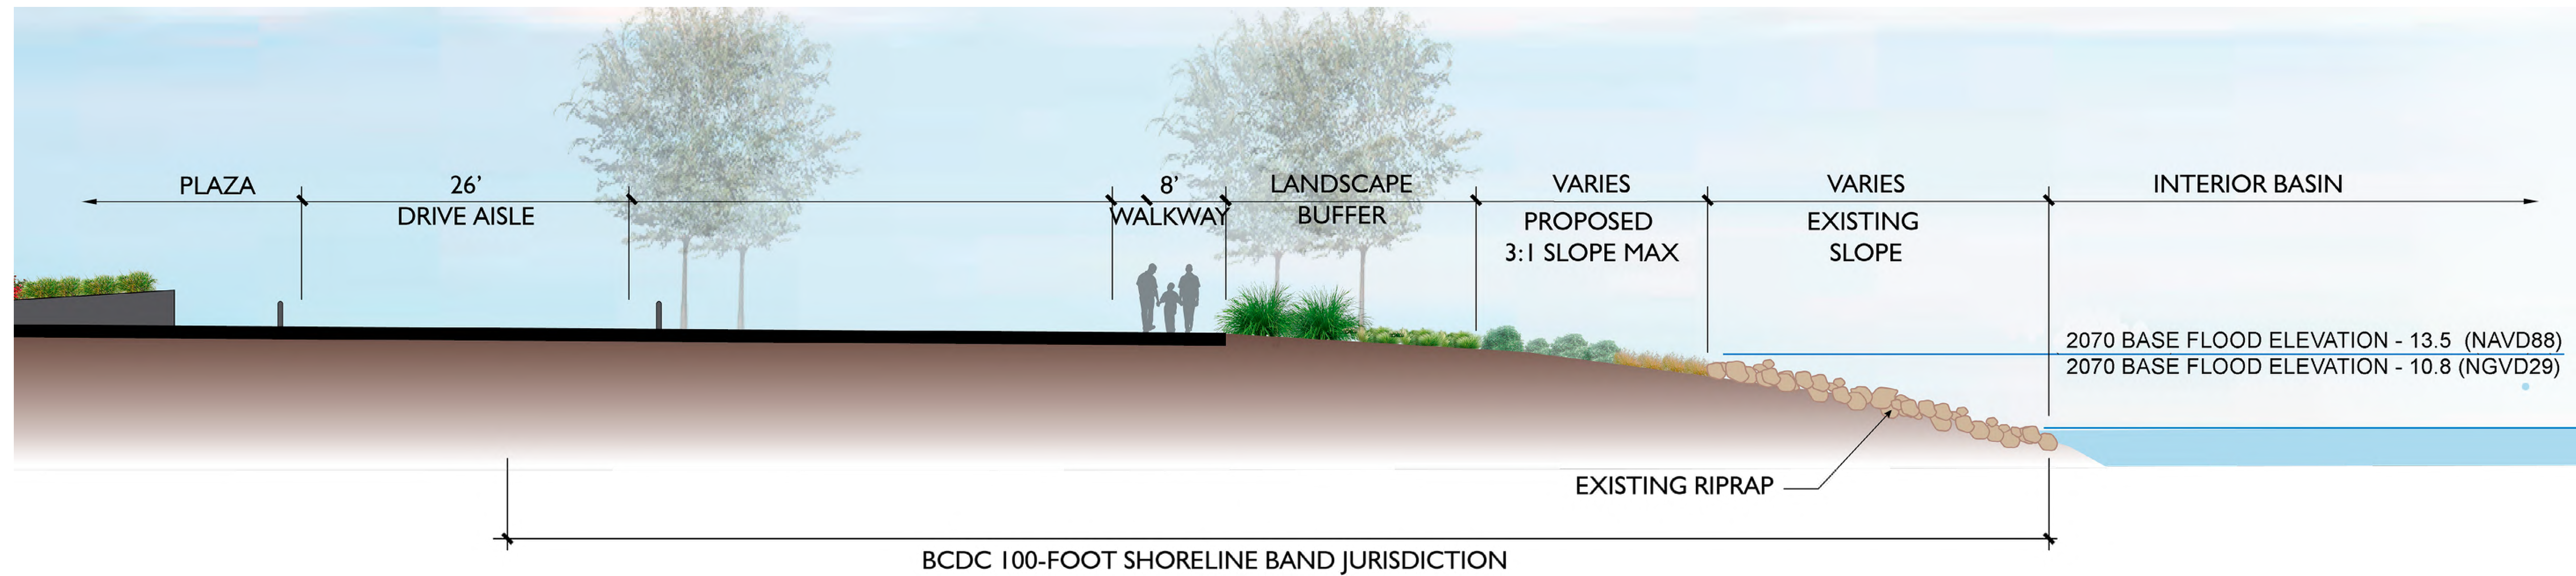 PLAZA
26'
DRIVE AISLE
8'
WALKWAY
LANDSCAPE
BUFFER
VARIES
PROPOSED
3:1 SLOPE MAX
VARIES
EXISTING
SLOPE
INTERIOR BASIN
2070 BASE FLOOD ELEVATION - 13.5 (NAVD88)
2070 BASE FLOOD ELEVATION - 10.8 (NGVD29)
EXISTING RIPRAP
BCDC 100-FOOT SHORELINE BAND JURISDICTION